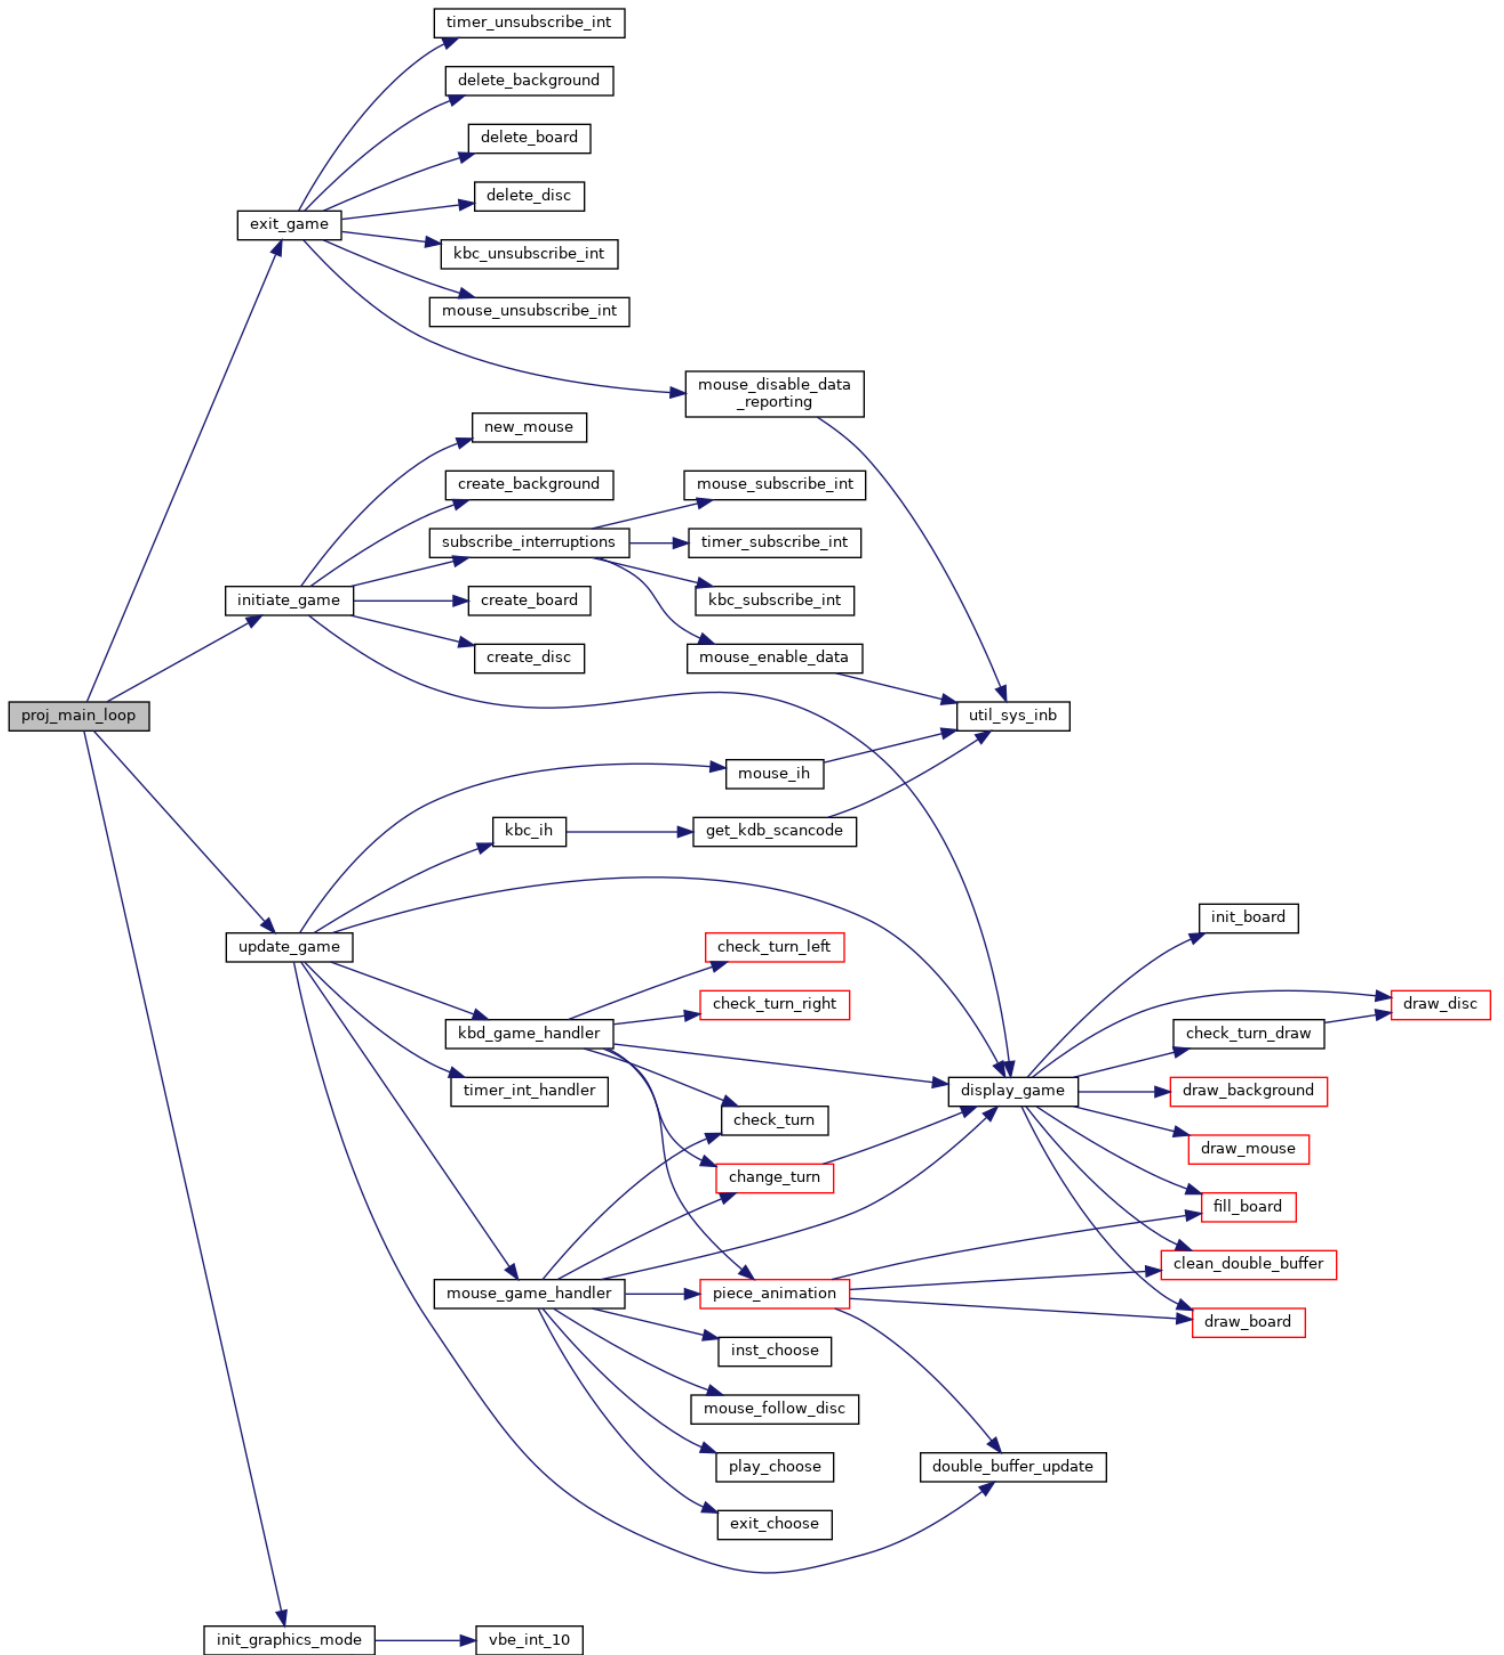 timer_unsubscribe_int
delete_background
delete_board
delete_disc
exit_game
kbc_unsubscribe_int
mouse_unsubscribe_int
mouse_disable_data
_reporting
new_mouse
create_background
mouse_subscribe_int
subscribe_interruptions
timer_subscribe_int
initiate_game
create_board
kbc_subscribe_int
create_disc
mouse_enable_data
proj_main_loop
util_sys_inb
mouse_ih
kbc_ih
get_kdb_scancode
init_board
update_game
check_turn_left
check_turn_right
draw_disc
kbd_game_handler
check_turn_draw
timer_int_handler
display_game
draw_background
check_turn
draw_mouse
change_turn
fill_board
clean_double_buffer
mouse_game_handler
piece_animation
draw_board
inst_choose
mouse_follow_disc
play_choose
double_buffer_update
exit_choose
init_graphics_mode
vbe_int_10